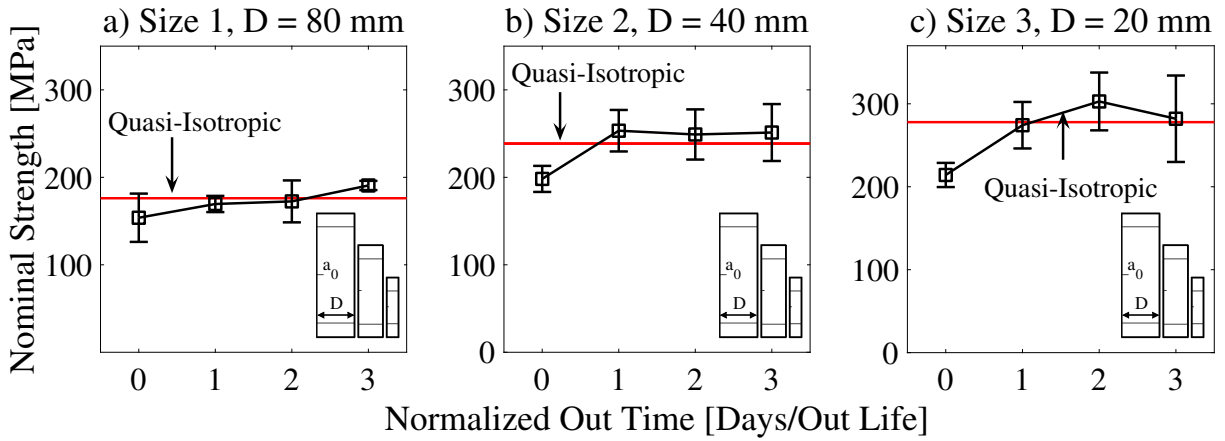 a) Size 1, D = 80 mm
b) Size 2, D = 40 mm
c) Size 3, D = 20 mm
Nominal Strength [MPa]
300
200
100
Quasi-Isotropic
a0
D
0 1 2 3
300
200
100
0
Quasi-Isotropic
a0
D
0 1 2 3
300
200
100
0
Quasi-Isotropic
a0
D
0 1 2 3
Normalized Out Time [Days/Out Life]